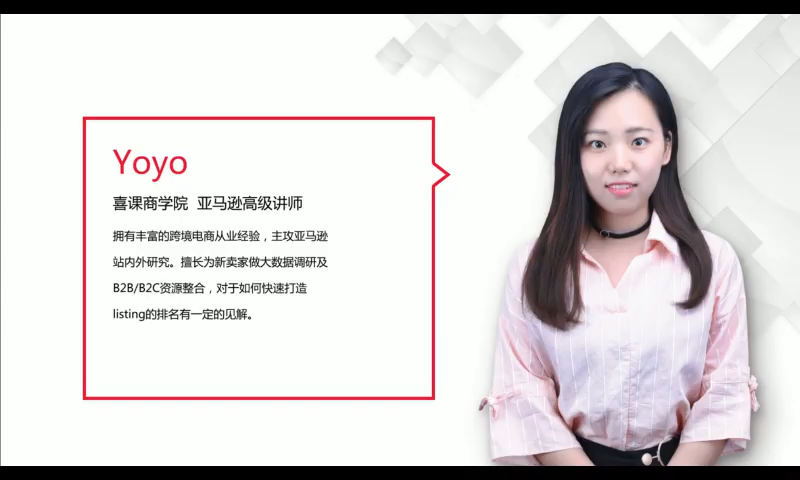 Yoyo
喜课商学院 亚马逊高级讲师
拥有丰富的跨境电商从业经验，主攻亚马逊
站内外研究。擅长为新卖家做大数据调研及
B2B/B2C资源整合，对于如何快速打造
listing的排名有一定的见解。